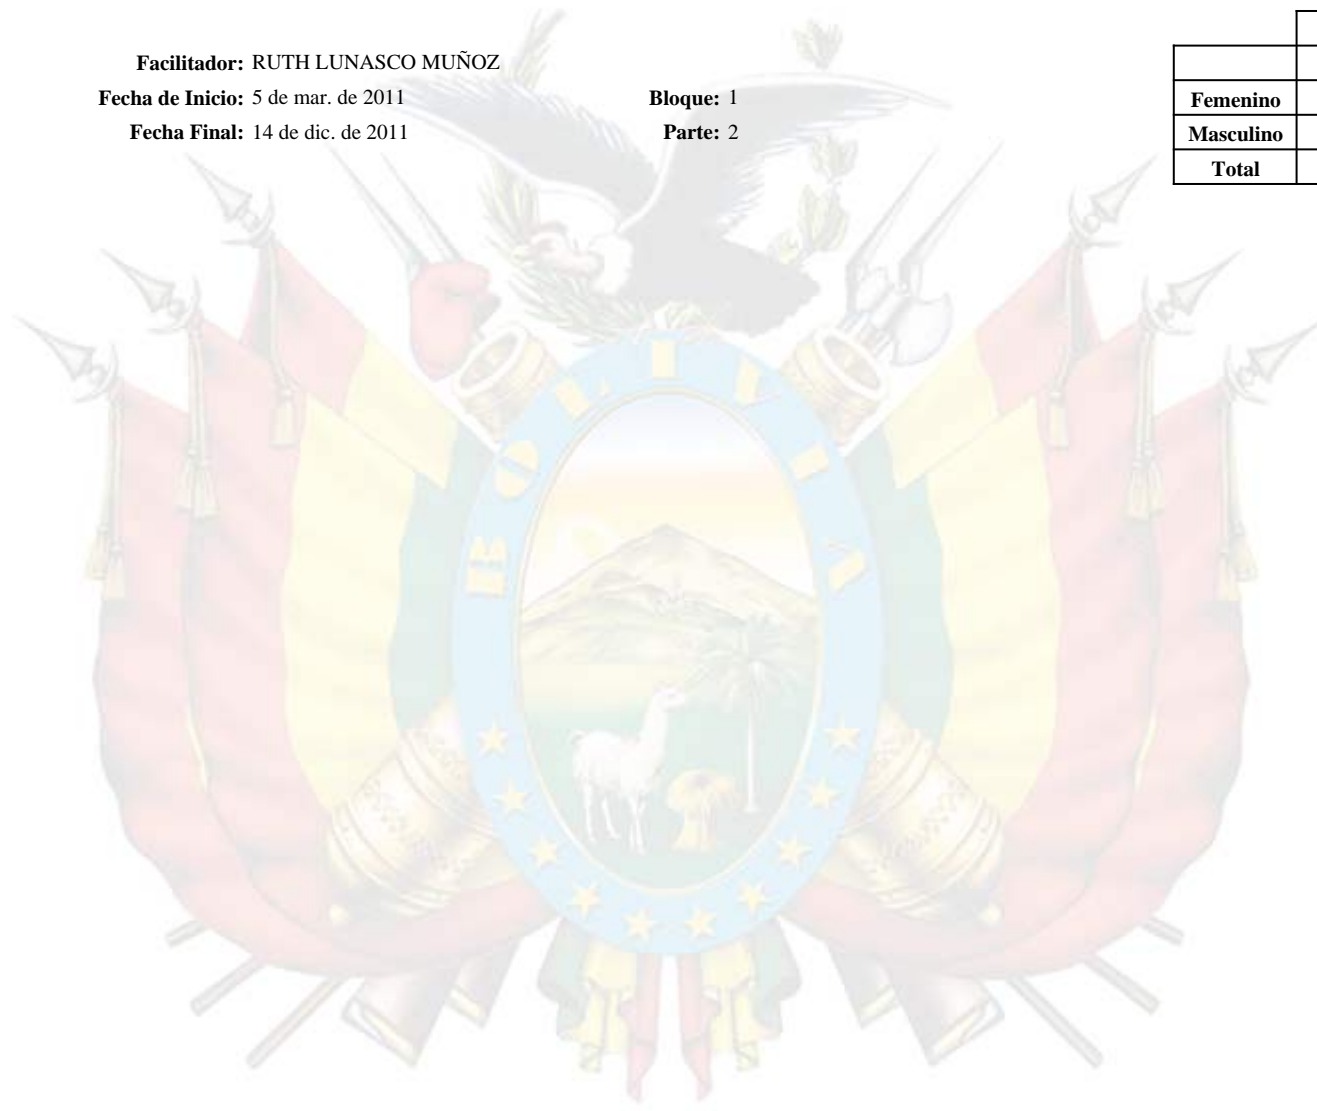 Facilitador: RUTH LUNASCO MUÑOZ
Fecha de Inicio: 5 de mar. de 2011 Bloque: 1
Fecha Final: 14 de dic. de 2011 Parte: 2
Femenino
Masculino
Total
BOLIVIA